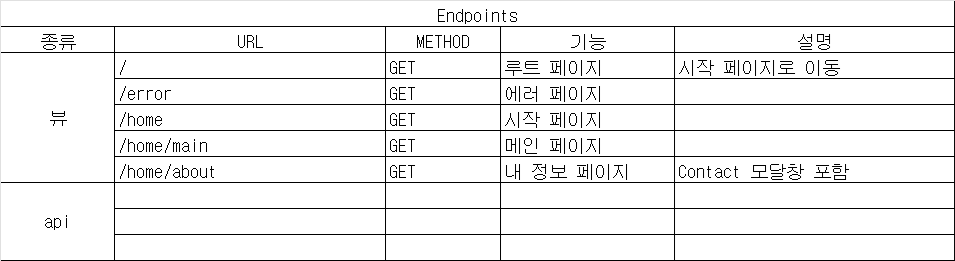 Endpoints
종류 URL METHOD 기능 설명
뷰
/ GET 루트 페이지 시작 페이지로 이동
/error GET 에러 페이지
/home GET 시작 페이지
/home/main GET 메인 페이지
/home/about GET 내 정보 페이지 Contact 모달창 포함
api